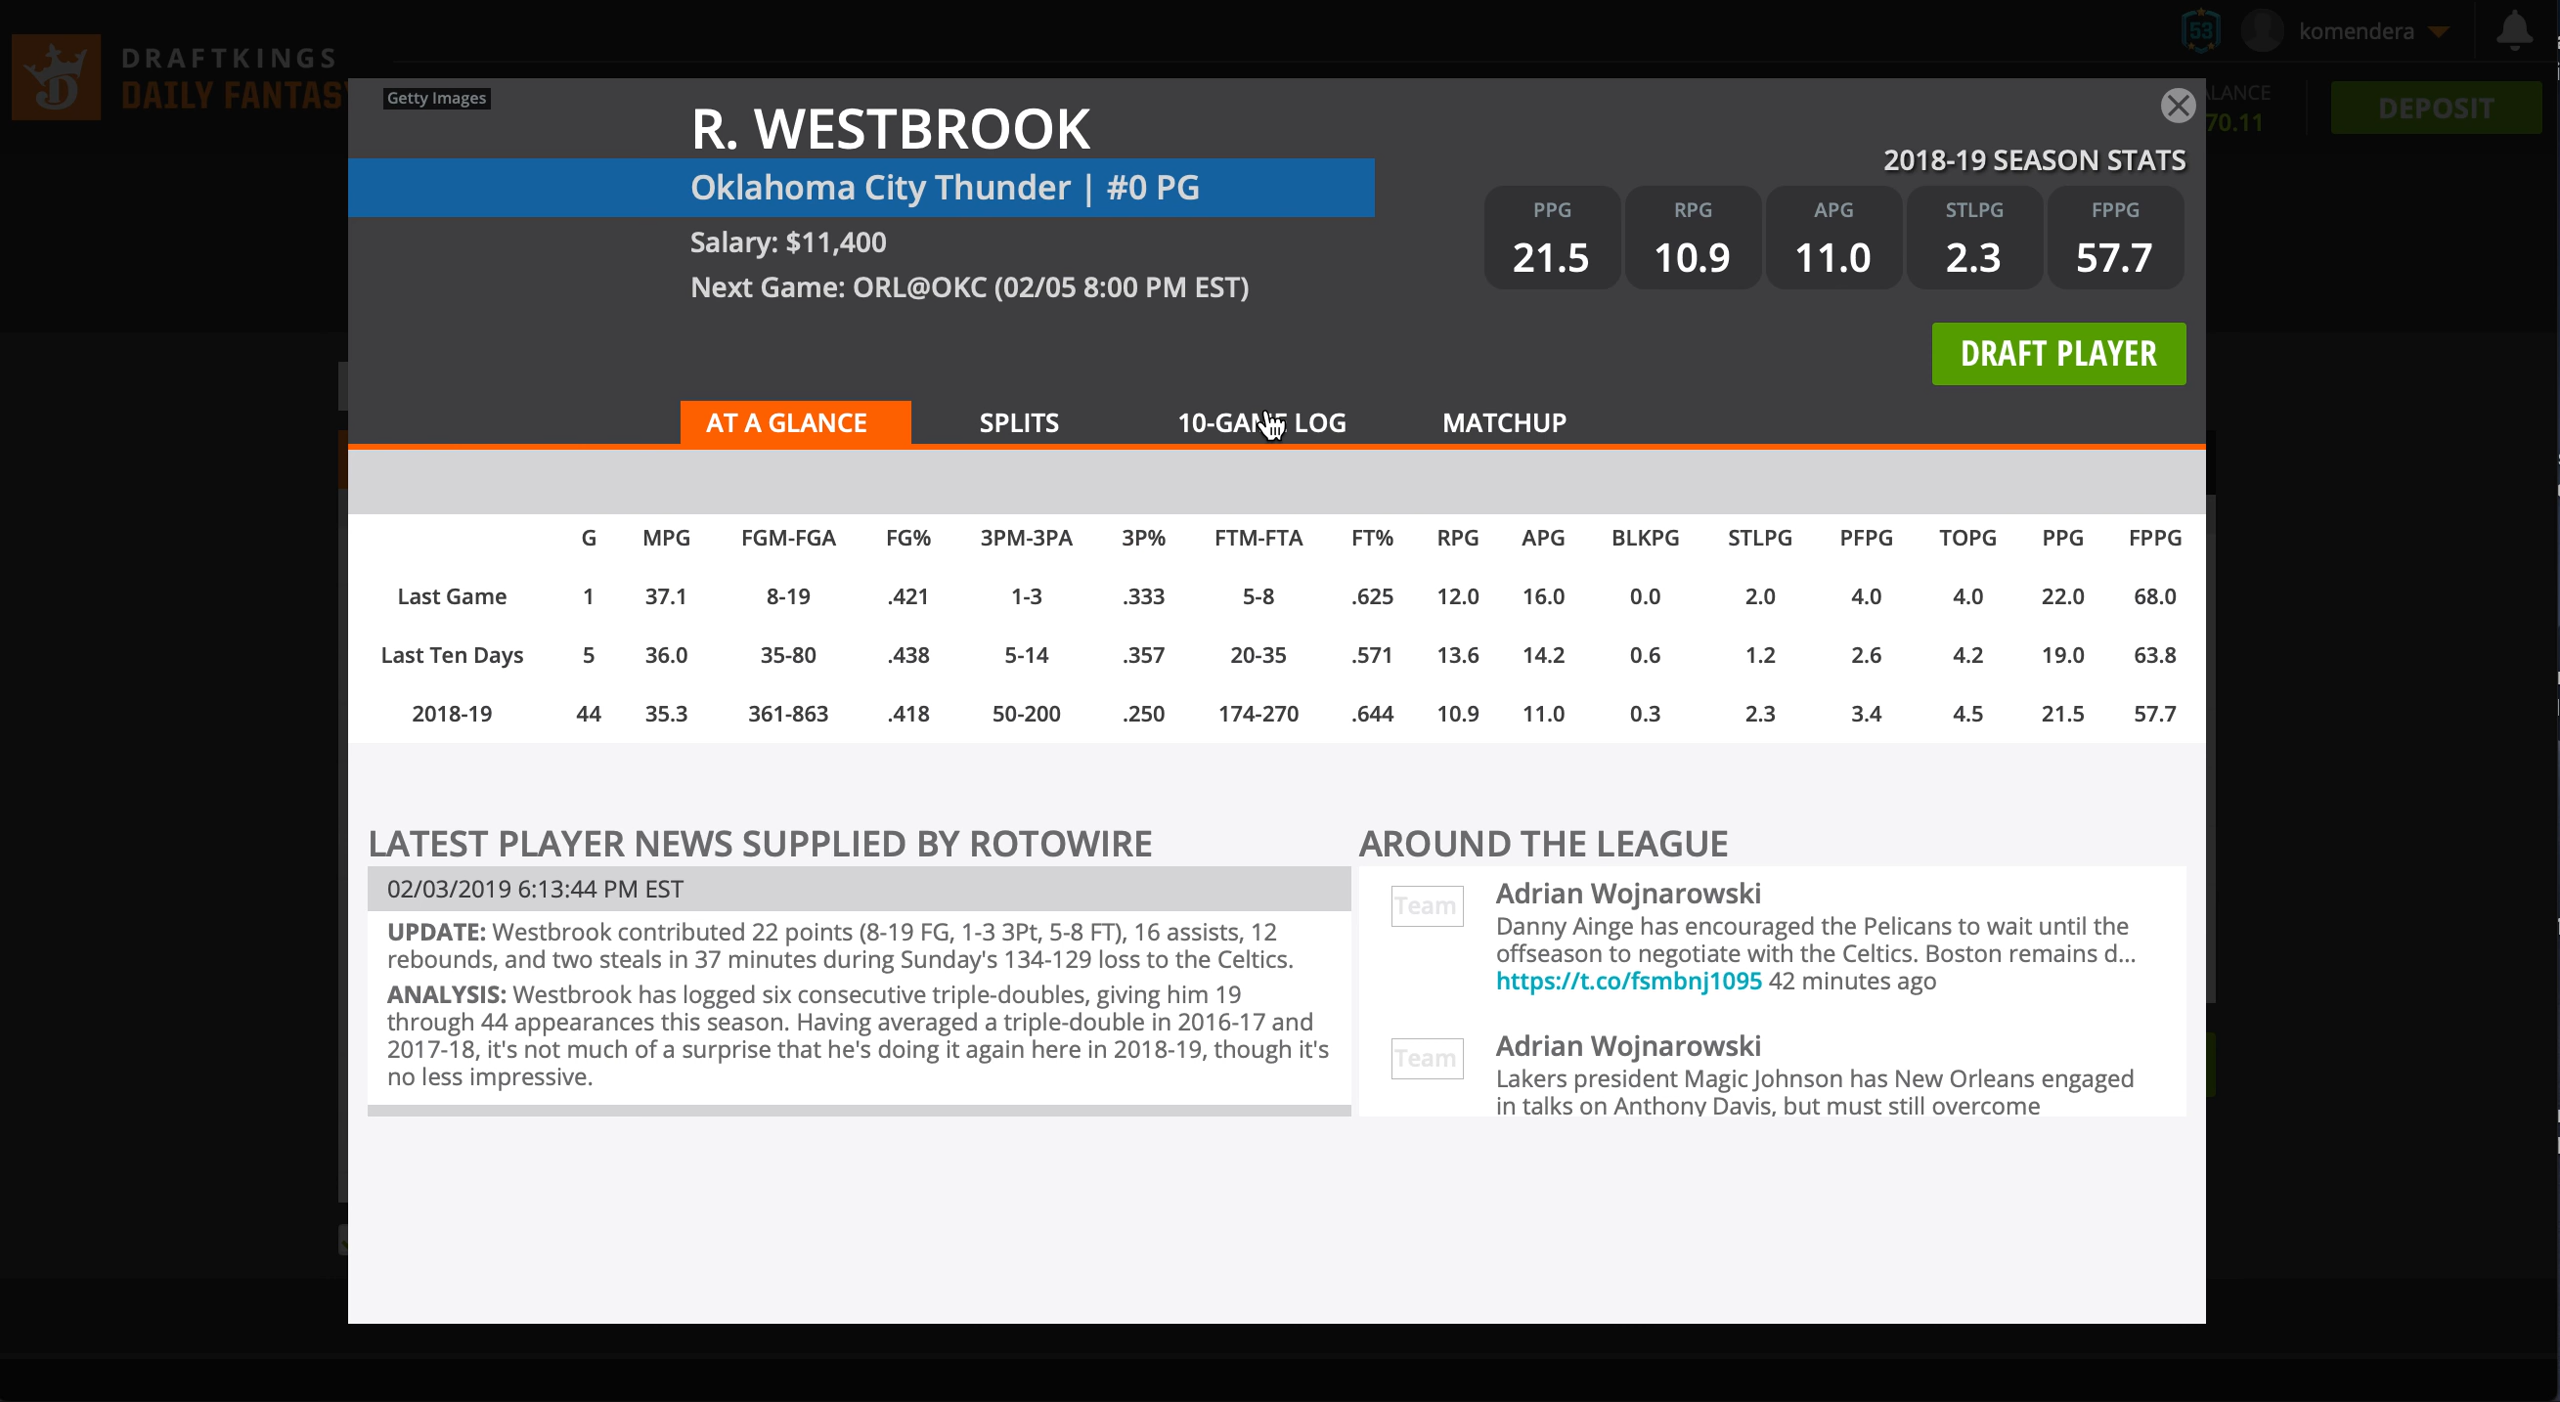 DRAFTKINGS
DAILY FANTAS
53
komendera
LANCE
70.11
DEPOSIT
Getty Images
R. WESTBROOK
Oklahoma City Thunder | #0 PG
Salary: $11,400
Next Game: ORL@OKC (02/05 8:00 PM EST)
2018-19 SEASON STATS
PPG RPG APG STLPG FPPG
21.5 10.9 11.0 2.3 57.7
DRAFT PLAYER
AT A GLANCE SPLITS 10-GAME LOG MATCHUP
G MPG FGM-FGA FG% 3PM-3PA 3P% FTM-FTA FT% RPG APG BLKPG STLPG PFPG TOPG PPG FPPG
Last Game 1 37.1 8-19 .421 1-3 .333 5-8 .625 12.0 16.0 0.0 2.0 4.0 4.0 22.0 68.0
Last Ten Days 5 36.0 35-80 .438 5-14 .357 20-35 .571 13.6 14.2 0.6 1.2 2.6 4.2 19.0 63.8
2018-19 44 35.3 361-863 .418 50-200 .250 174-270 .644 10.9 11.0 0.3 2.3 3.4 4.5 21.5 57.7
LATEST PLAYER NEWS SUPPLIED BY ROTOWIRE
02/03/2019 6:13:44 PM EST
UPDATE: Westbrook contributed 22 points (8-19 FG, 1-3 3Pt, 5-8 FT), 16 assists, 12
rebounds, and two steals in 37 minutes during Sunday's 134-129 loss to the Celtics.
ANALYSIS: Westbrook has logged six consecutive triple-doubles, giving him 19
through 44 appearances this season. Having averaged a triple-double in 2016-17 and
2017-18, it's not much of a surprise that he's doing it again here in 2018-19, though it's
no less impressive.
AROUND THE LEAGUE
Team
Adrian Wojnarowski
Danny Ainge has encouraged the Pelicans to wait until the
offseason to negotiate with the Celtics. Boston remains d...
https://t.co/fsmbnj1095 42 minutes ago
Team
Adrian Wojnarowski
Lakers president Magic Johnson has New Orleans engaged
in talks on Anthony Davis, but must still overcome